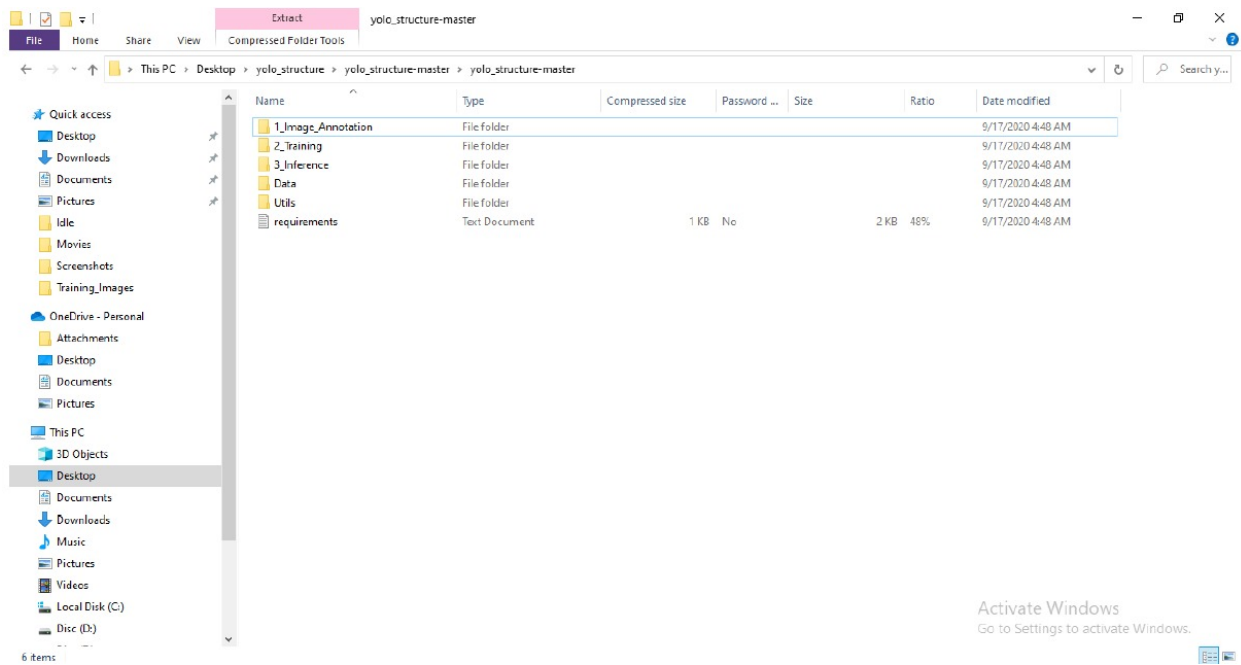 Extract
yolo_structure-master
File Home Share View Compressed Folder Tools
This PC > Desktop > yolo_structure > yolo_structure-master > yolo_structure-master
Search y...
Quick access
Desktop
Downloads
Documents
Pictures
Idle
Movies
Screenshots
Training_Images
OneDrive - Personal
Attachments
Desktop
Documents
Pictures
This PC
3D Objects
Desktop
Documents
Downloads
Music
Pictures
Videos
Local Disk (C:)
Disc (D:)
6 items
Name Type Compressed size Password ... Size Ratio Date modified
1_Image_Annotation File folder 9/17/2020 4:48 AM
2_Training File folder 9/17/2020 4:48 AM
3_Inference File folder 9/17/2020 4:48 AM
Data File folder 9/17/2020 4:48 AM
Utils File folder 9/17/2020 4:48 AM
requirements Text Document 1 KB No 2 KB 48% 9/17/2020 4:48 AM
Activate Windows
Go to Settings to activate Windows.